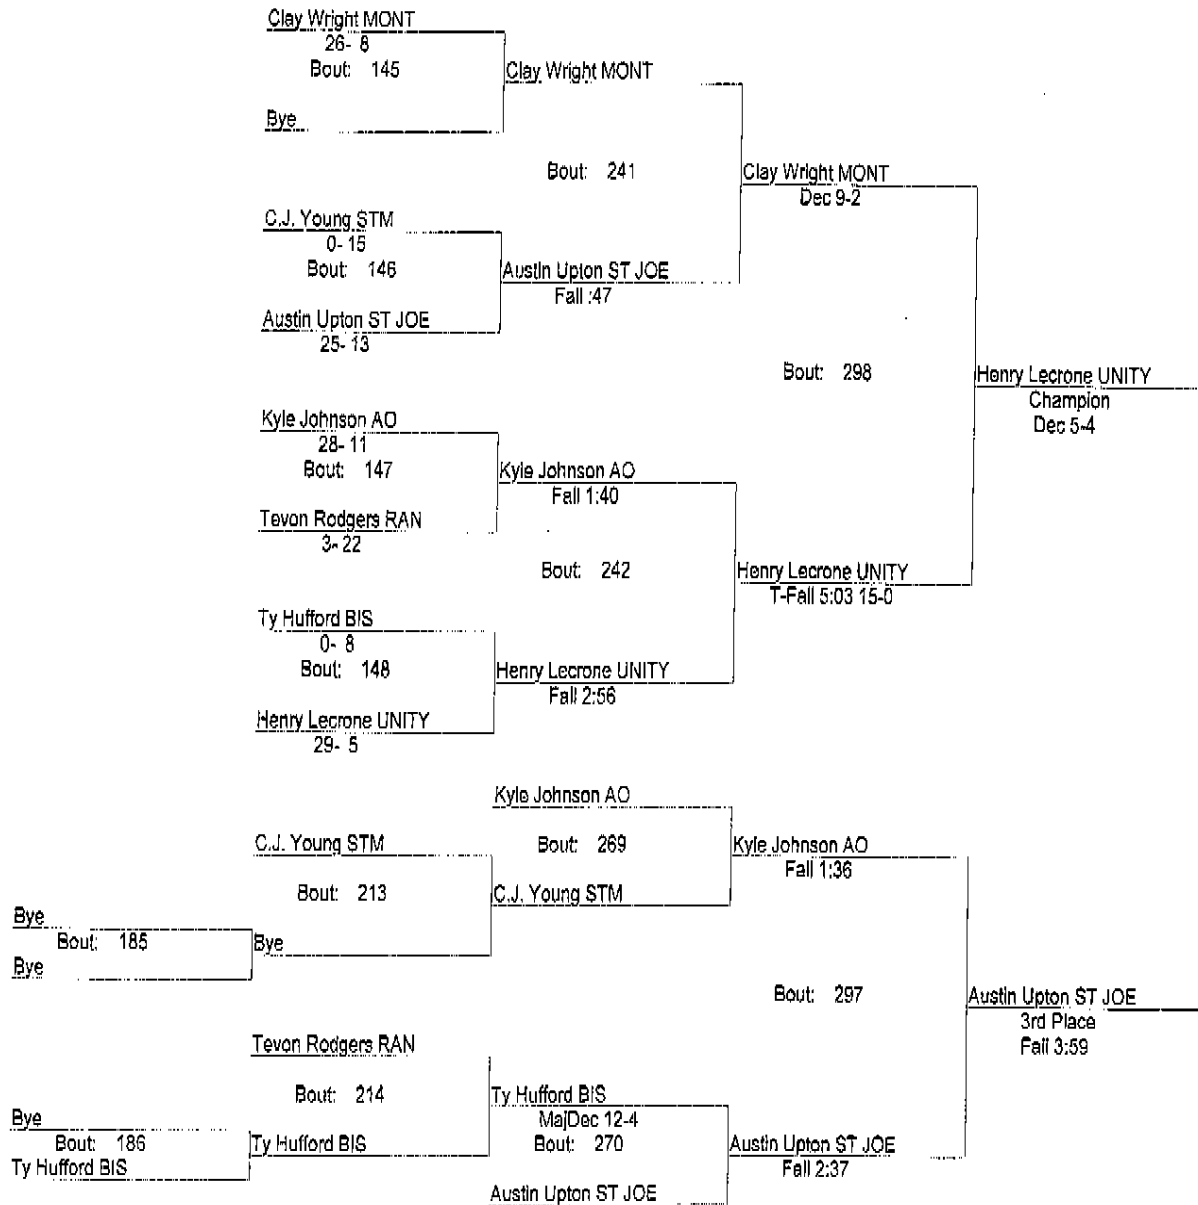 Clay Wright MONT
26- 8
Bout: 145
Clay Wright MONT
Bye
Bout: 241
Clay Wright MONT
Dec 9-2
C.J. Young STM
0- 15
Bout: 146
Austin Upton ST JOE
Fall :47
Austin Upton ST JOE
25- 13
Bout: 298
Henry Lecrone UNITY
Champion
Dec 5-4
Kyle Johnson AO
28- 11
Bout: 147
Kyle Johnson AO
Fall 1:40
Tevon Rodgers RAN
3- 22
Bout: 242
Henry Lecrone UNITY
T-Fall 5:03 15-0
Ty Hufford BIS
0- 8
Bout: 148
Henry Lecrone UNITY
Fall 2:56
Henry Lecrone UNITY
29- 5
Kyle Johnson AO
C.J. Young STM
Bout: 269
Kyle Johnson AO
Fall 1:36
Bout: 213
C.J. Young STM
Bye
Bout: 185
Bye
Bye
Bout: 297
Austin Upton ST JOE
3rd Place
Fall 3:59
Tevon Rodgers RAN
Bout: 214
Ty Hufford BIS
MajDec 12-4
Bye
Bout: 186
Ty Hufford BIS
Bout: 270
Austin Upton ST JOE
Fall 2:37
Ty Hufford BIS
Austin Upton ST JOE